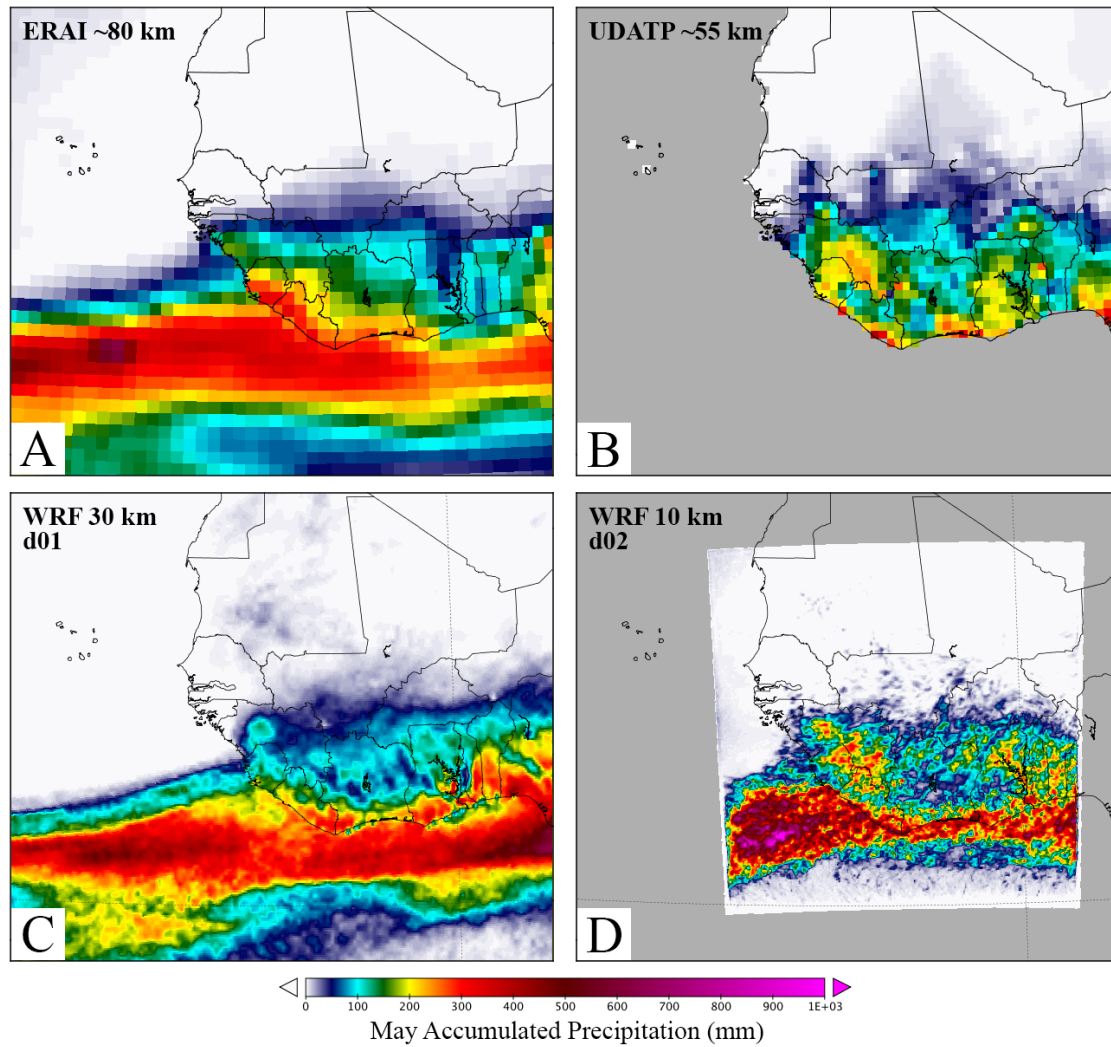 ERAI ~80 km
A
UDATP ~55 km
B
WRF 30 km
d01
C
WRF 10 km
d02
D
0 100 200 300 400 500 600 700 800 900 1E+03
May Accumulated Precipitation (mm)